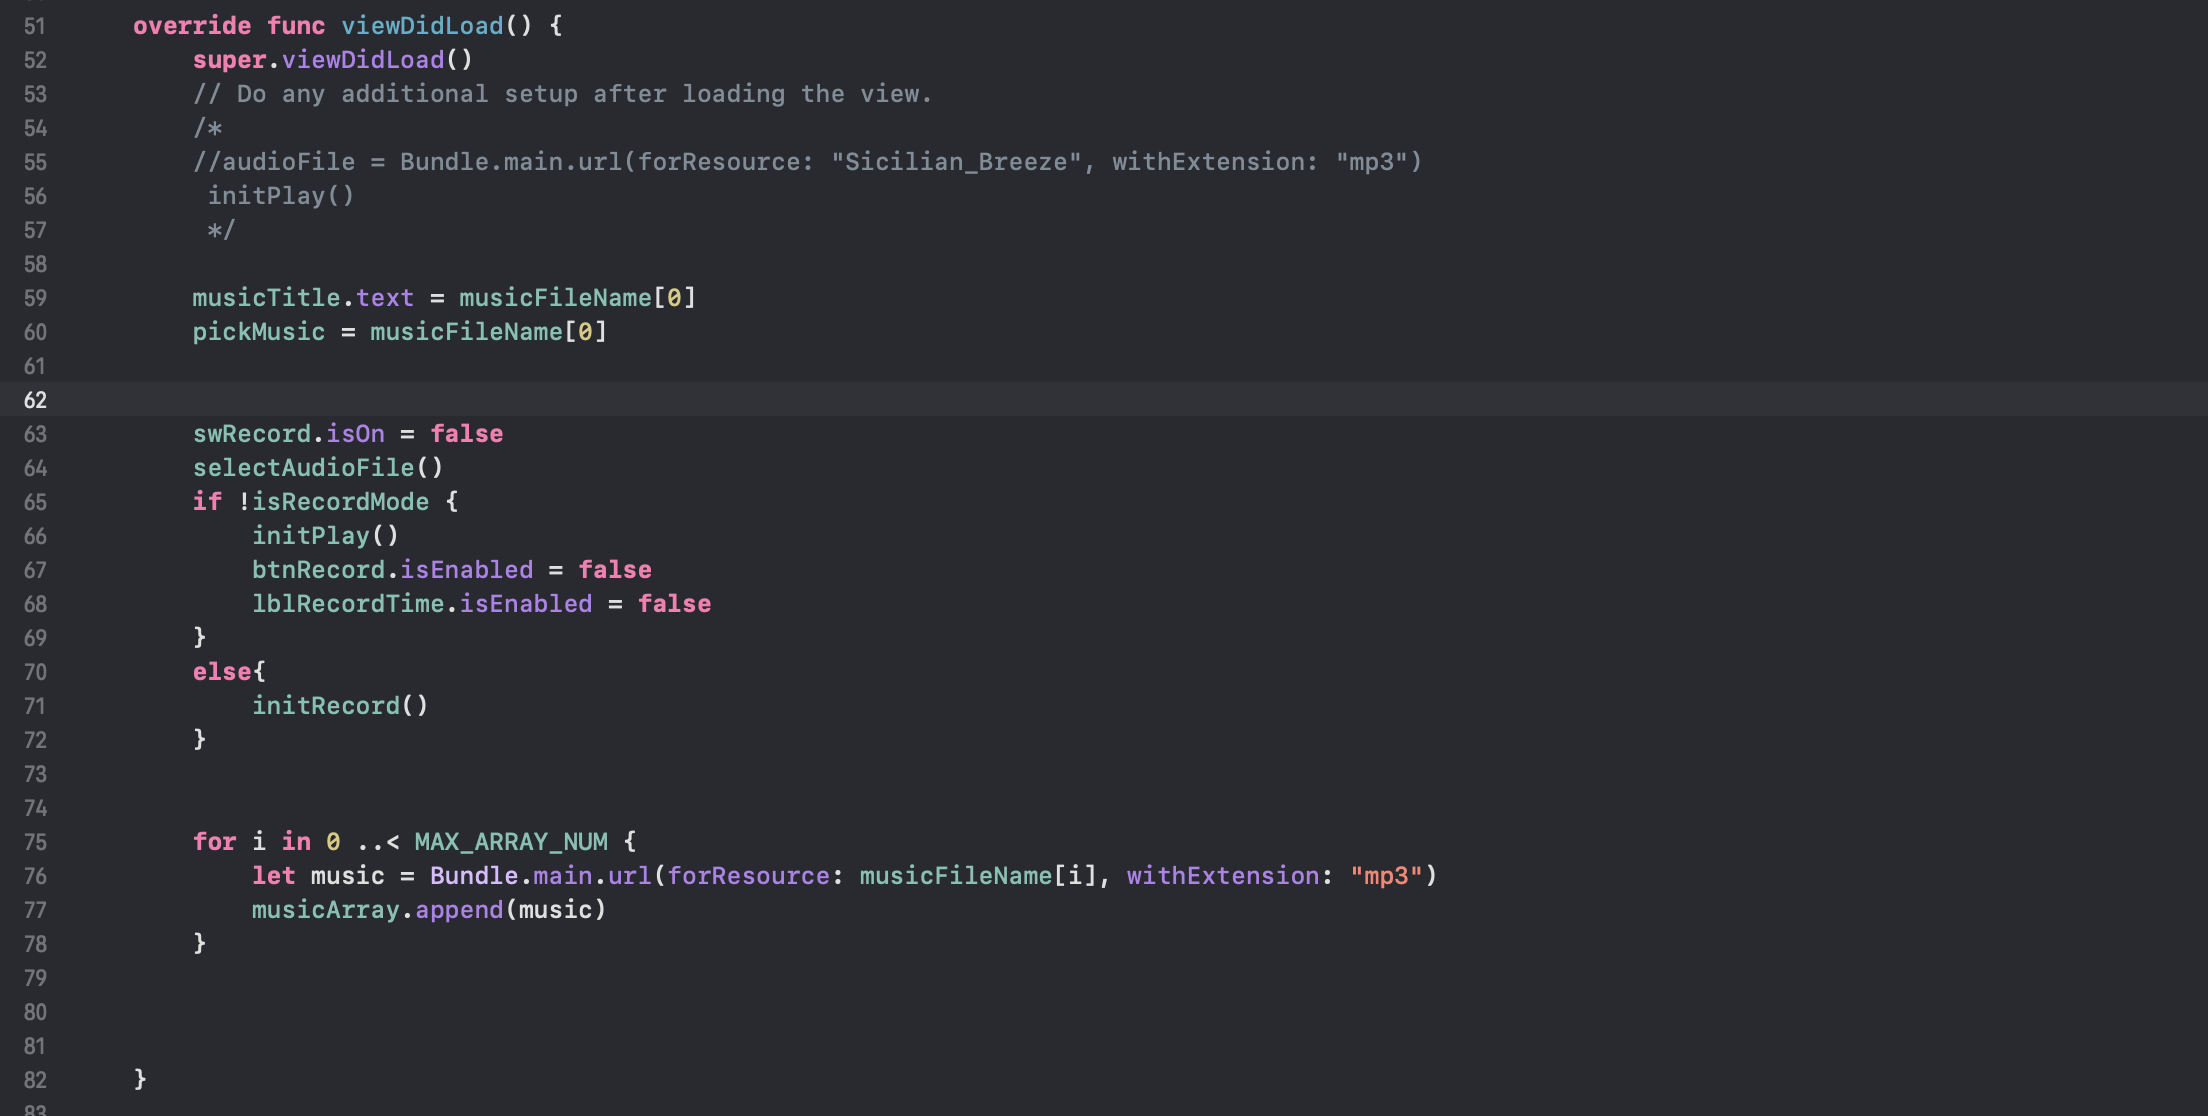 51 override func viewDidLoad() {
52 super.viewDidLoad()
53 // Do any additional setup after loading the view.
54 /*
55 //audioFile = Bundle.main.url(forResource: "Sicilian_Breeze", withExtension: "mp3")
56 initPlay()
57 */
58
59 musicTitle.text = musicFileName[0]
60 pickMusic = musicFileName[0]
61
62
63 swRecord.isOn = false
64 selectAudioFile()
65 if !isRecordMode {
66 initPlay()
67 btnRecord.isEnabled = false
68 lblRecordTime.isEnabled = false
69 }
70 else{
71 initRecord()
72 }
73
74
75 for i in 0 ..< MAX_ARRAY_NUM {
76 let music = Bundle.main.url(forResource: musicFileName[i], withExtension: "mp3")
77 musicArray.append(music)
78 }
79
80
81
82 }
83